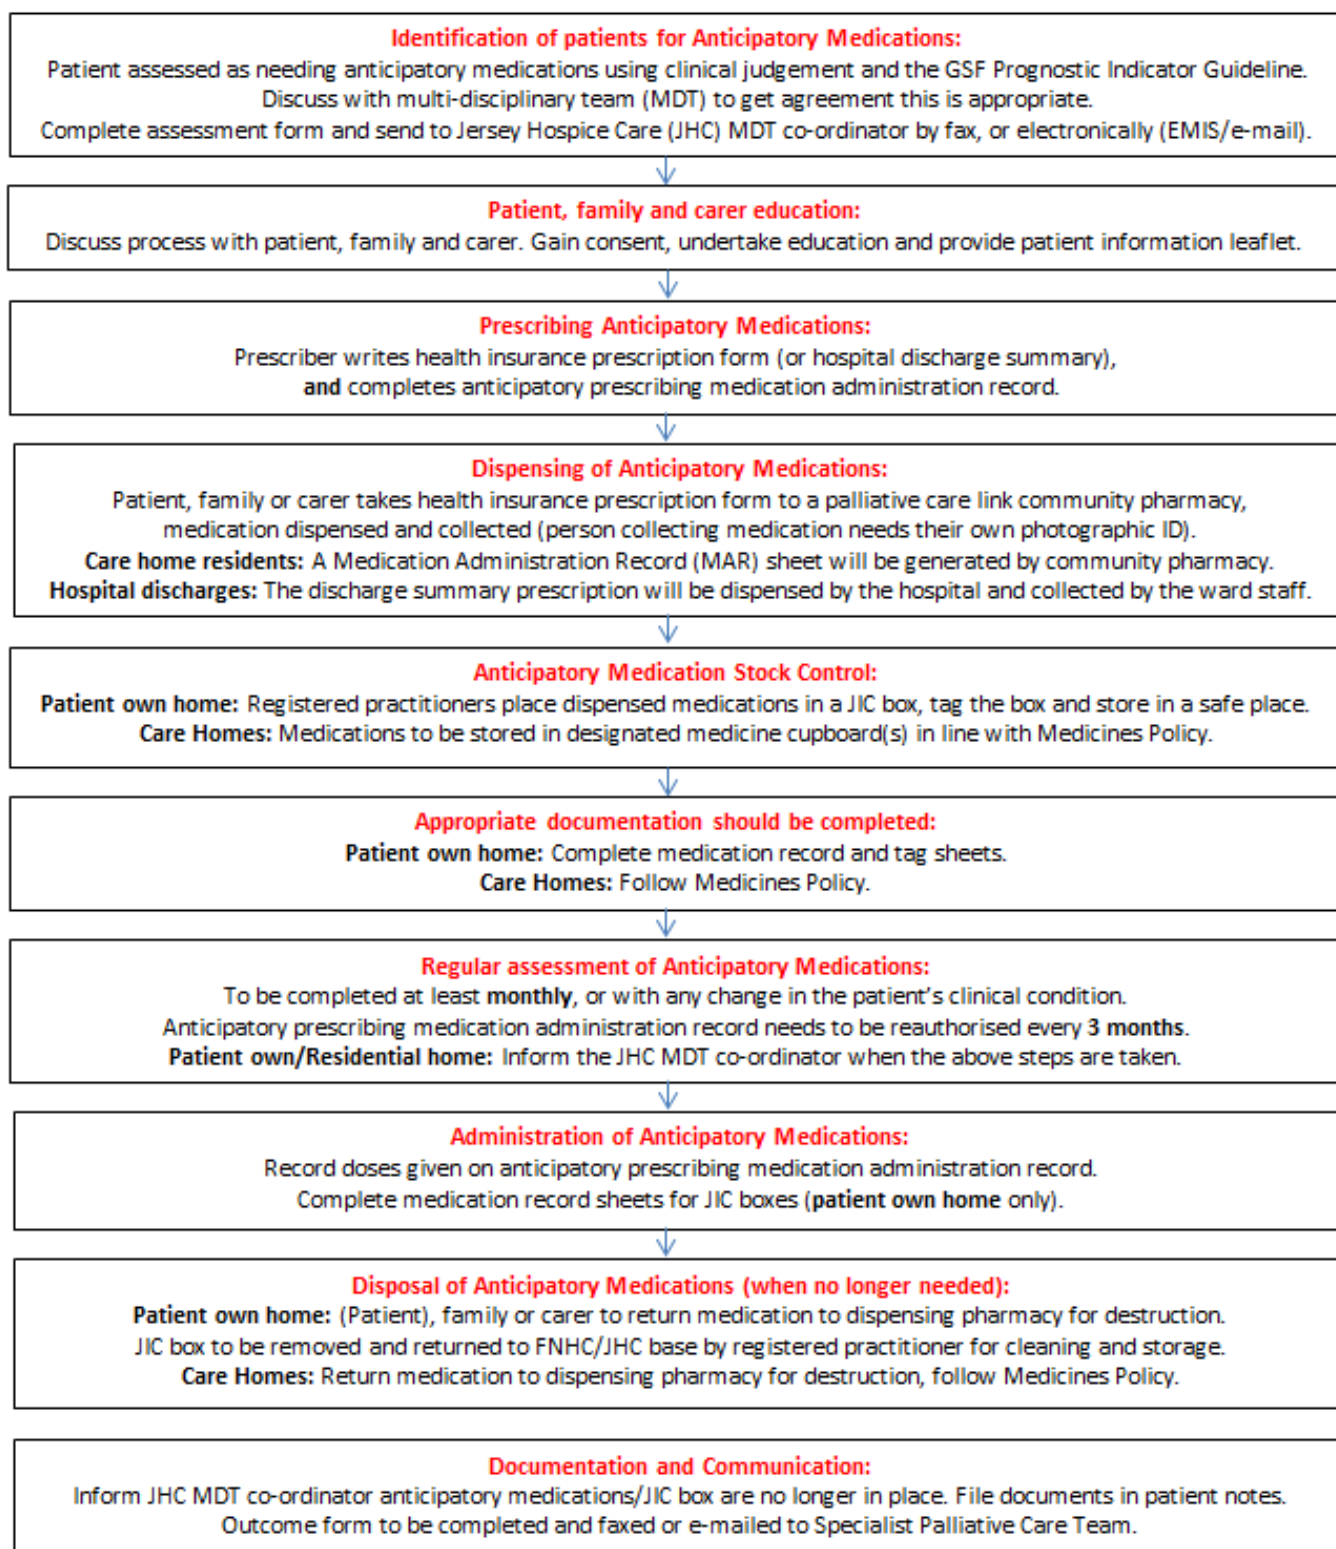 Identification of patients for Anticipatory Medications:
Patient assessed as needing anticipatory medications using clinical judgement and the GSF Prognostic Indicator Guideline.
Discuss with multi-disciplinary team (MDT) to get agreement this is appropriate.
Complete assessment form and send to Jersey Hospice Care (JHC) MDT co-ordinator by fax, or electronically (EMIS/e-mail).
Patient, family and carer education:
Discuss process with patient, family and carer. Gain consent, undertake education and provide patient information leaflet.
Prescribing Anticipatory Medications:
Prescriber writes health insurance prescription form (or hospital discharge summary),
and completes anticipatory prescribing medication administration record.
Dispensing of Anticipatory Medications:
Patient, family or carer takes health insurance prescription form to a palliative care link community pharmacy,
medication dispensed and collected (person collecting medication needs their own photographic ID).
Care home residents: A Medication Administration Record (MAR) sheet will be generated by community pharmacy.
Hospital discharges: The discharge summary prescription will be dispensed by the hospital and collected by the ward staff.
Anticipatory Medication Stock Control:
Patient own home: Registered practitioners place dispensed medications in a JIC box, tag the box and store in a safe place.
Care Homes: Medications to be stored in designated medicine cupboard(s) in line with Medicines Policy.
Appropriate documentation should be completed:
Patient own home: Complete medication record and tag sheets.
Care Homes: Follow Medicines Policy.
Regular assessment of Anticipatory Medications:
To be completed at least monthly, or with any change in the patient's clinical condition.
Anticipatory prescribing medication administration record needs to be reauthorised every 3 months.
Patient own/Residential home: Inform the JHC MDT co-ordinator when the above steps are taken.
Administration of Anticipatory Medications:
Record doses given on anticipatory prescribing medication administration record.
Complete medication record sheets for JIC boxes (patient own home only).
Disposal of Anticipatory Medications (when no longer needed):
Patient own home: (Patient), family or carer to return medication to dispensing pharmacy for destruction.
JIC box to be removed and returned to FNHC/JHC base by registered practitioner for cleaning and storage.
Care Homes: Return medication to dispensing pharmacy for destruction, follow Medicines Policy.
Documentation and Communication:
Inform JHC MDT co-ordinator anticipatory medications/JIC box are no longer in place. File documents in patient notes.
Outcome form to be completed and faxed or e-mailed to Specialist Palliative Care Team.